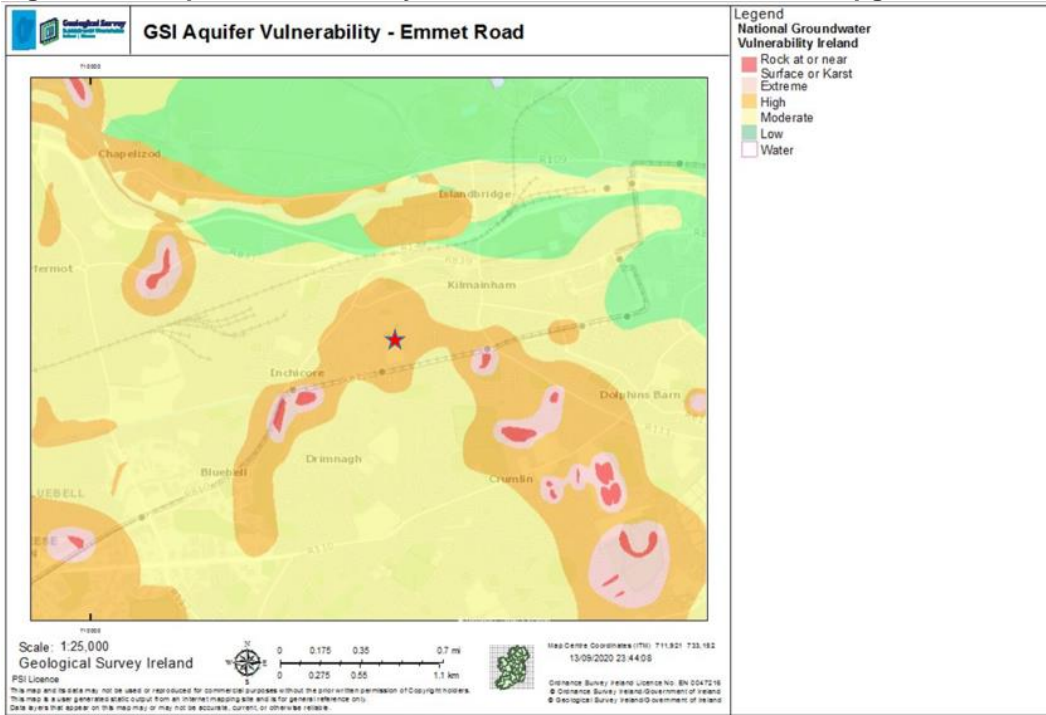 Geological Survey
GSI Aquifer Vulnerability - Emmet Road
Legend
National Groundwater
Vulnerability Ireland
Rock at or near
Surface or Karst
Extreme
High
Moderate
Low
Water
Chapelizod
R109
Islandbridge
Kilmainham
Inchicore
Dolphins Barn
Drimnagh
Bluebell
Crumlin
R110
Scale: 1:25,000
Geological Survey Ireland
PSI Licence
N
W
E
S
0 0.175 0.35 0.7 mi
0 0.275 0.55 1.1 km
Map Centre Coordinates (ITM) 711,921 733,182
13/09/2020 23:44:08
Ordnance Survey Ireland Licence No. EN 0047216
© Ordnance Survey Ireland/Government of Ireland
© Geological Survey Ireland/Government of Ireland
This map and its data may not be used or reproduced for commercial purposes without the prior written permission of Copyright holders.
This map is a user generated static output from an Internet mapping site and is for general reference only.
Data layers that appear on this map may or may not be accurate, current, or otherwise reliable.